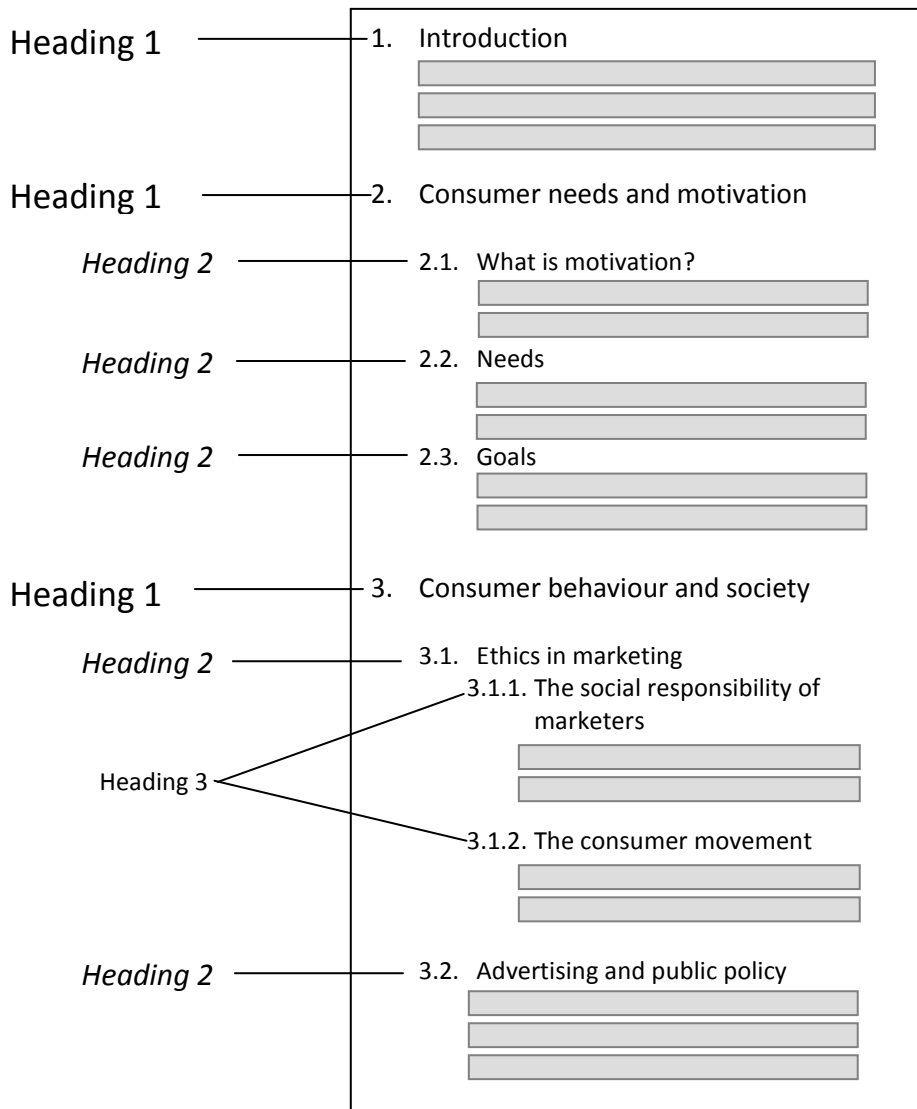 Heading 1
1. Introduction
Heading 1
2. Consumer needs and motivation
Heading 2
2.1. What is motivation?
Heading 2
2.2. Needs
Heading 2
2.3. Goals
Heading 1
3. Consumer behaviour and society
Heading 2
3.1. Ethics in marketing
3.1.1. The social responsibility of
marketers
Heading 3
3.1.2. The consumer movement
Heading 2
3.2. Advertising and public policy